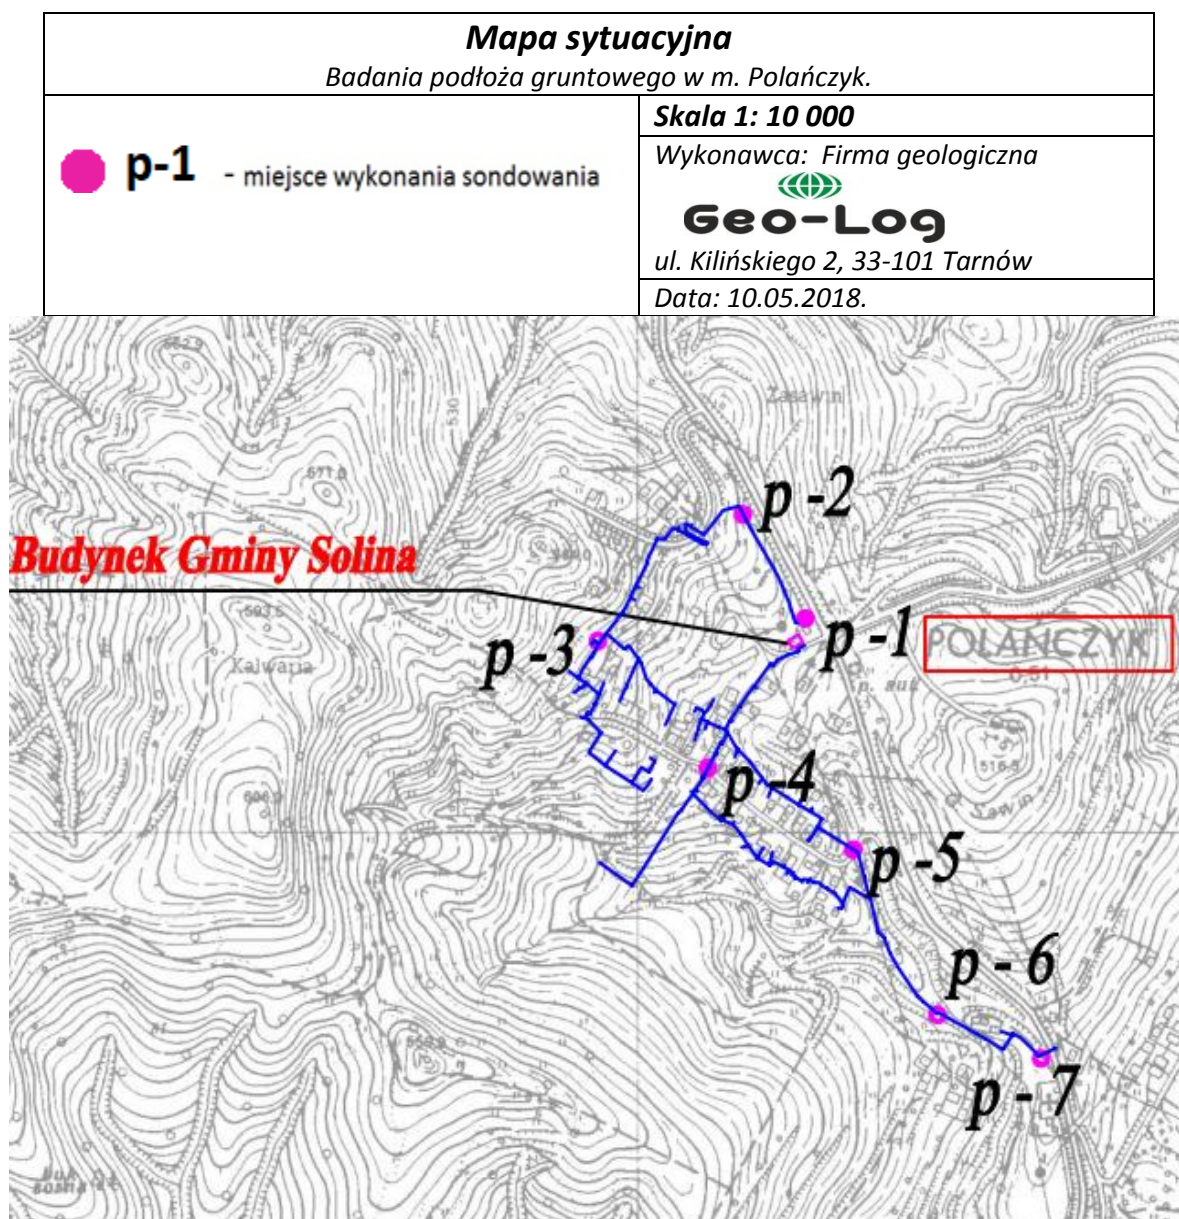 Mapa sytuacyjna
Badania podłoża gruntowego w m. Polańczyk.
p-1 - miejsce wykonania sondowania
Skala 1: 10 000
Wykonawca: Firma geologiczna
Geo-Log
ul. Kilińskiego 2, 33-101 Tarnów
Data: 10.05.2018.
Zasawin
530
p -2
Budynek Gminy Solina
p -1
POLAŃCZYK
p -3
Kalwaria
p -4
p -5
p - 6
p - 7